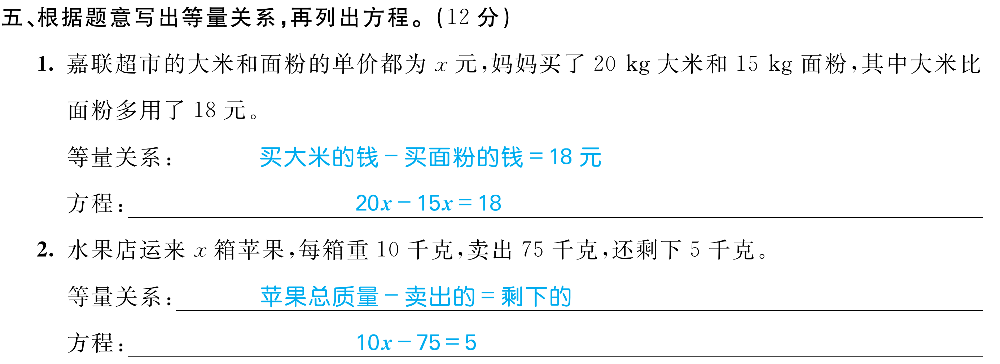 五、根据题意写出等量关系,再列出方程。(12 分)
1. 嘉联超市的大米和面粉的单价都为 x 元,妈妈买了 20 kg 大米和 15 kg 面粉,其中大米比
面粉多用了 18 元。
等量关系:买大米的钱－买面粉的钱=18 元
方程:20x－15x=18
2. 水果店运来 x 箱苹果,每箱重 10 千克,卖出 75 千克,还剩下 5 千克。
等量关系:苹果总质量－卖出的=剩下的
方程:10x－75=5